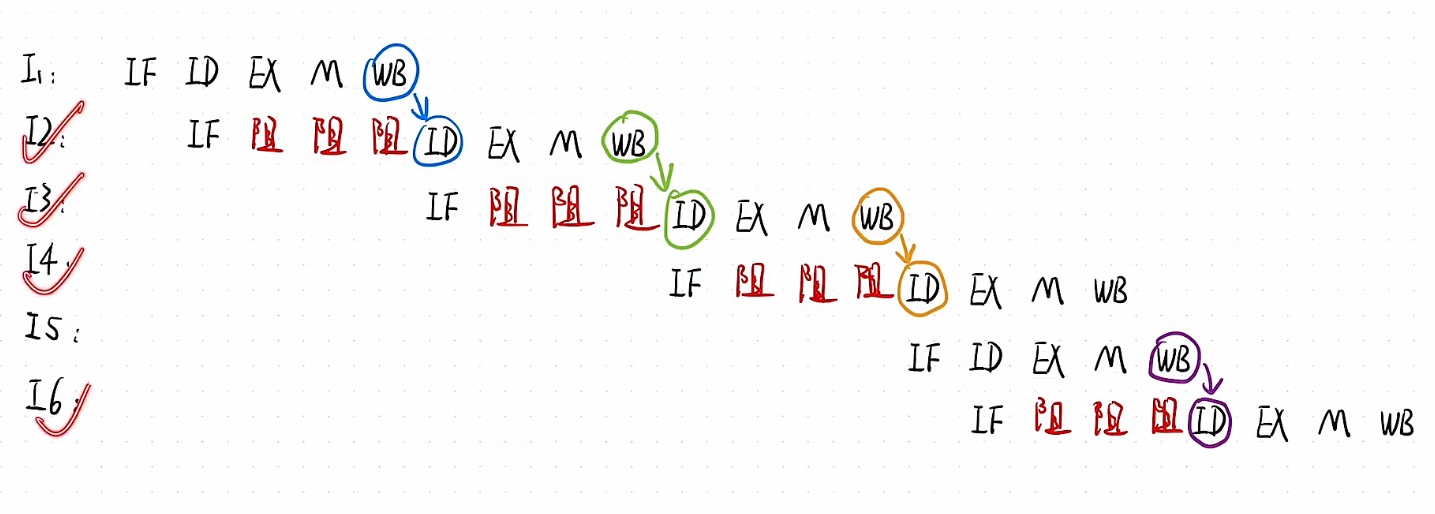 I1: IF ID EX M WB
I2: IF 阻 阻 阻 ID EX M WB
I3: IF 阻 阻 阻 ID EX M WB
I4: IF 阻 阻 阻 ID EX M WB
I5: IF ID EX M WB
I6: IF 阻 阻 阻 ID EX M WB